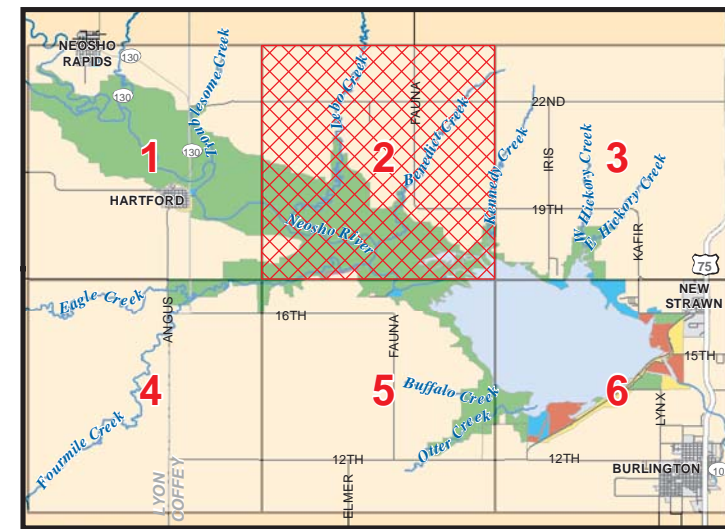 NEOSHO
RAPIDS
130
130
130
Lebo Creek
FAUNA
Benedict Creek
Kennedy Creek
22ND
IRIS
W Hickory Creek
E Hickory Creek
1
2
3
HARTFORD
Neosho River
19TH
KAFIR
75
NEW
STRAWN
Eagle Creek
ANGUS
16TH
FAUNA
15TH
4
5
6
Buffalo Creek
Otter Creek
LYNX
Fourmile Creek
LYON
COFFEY
12TH
12TH
ELMER
BURLINGTON